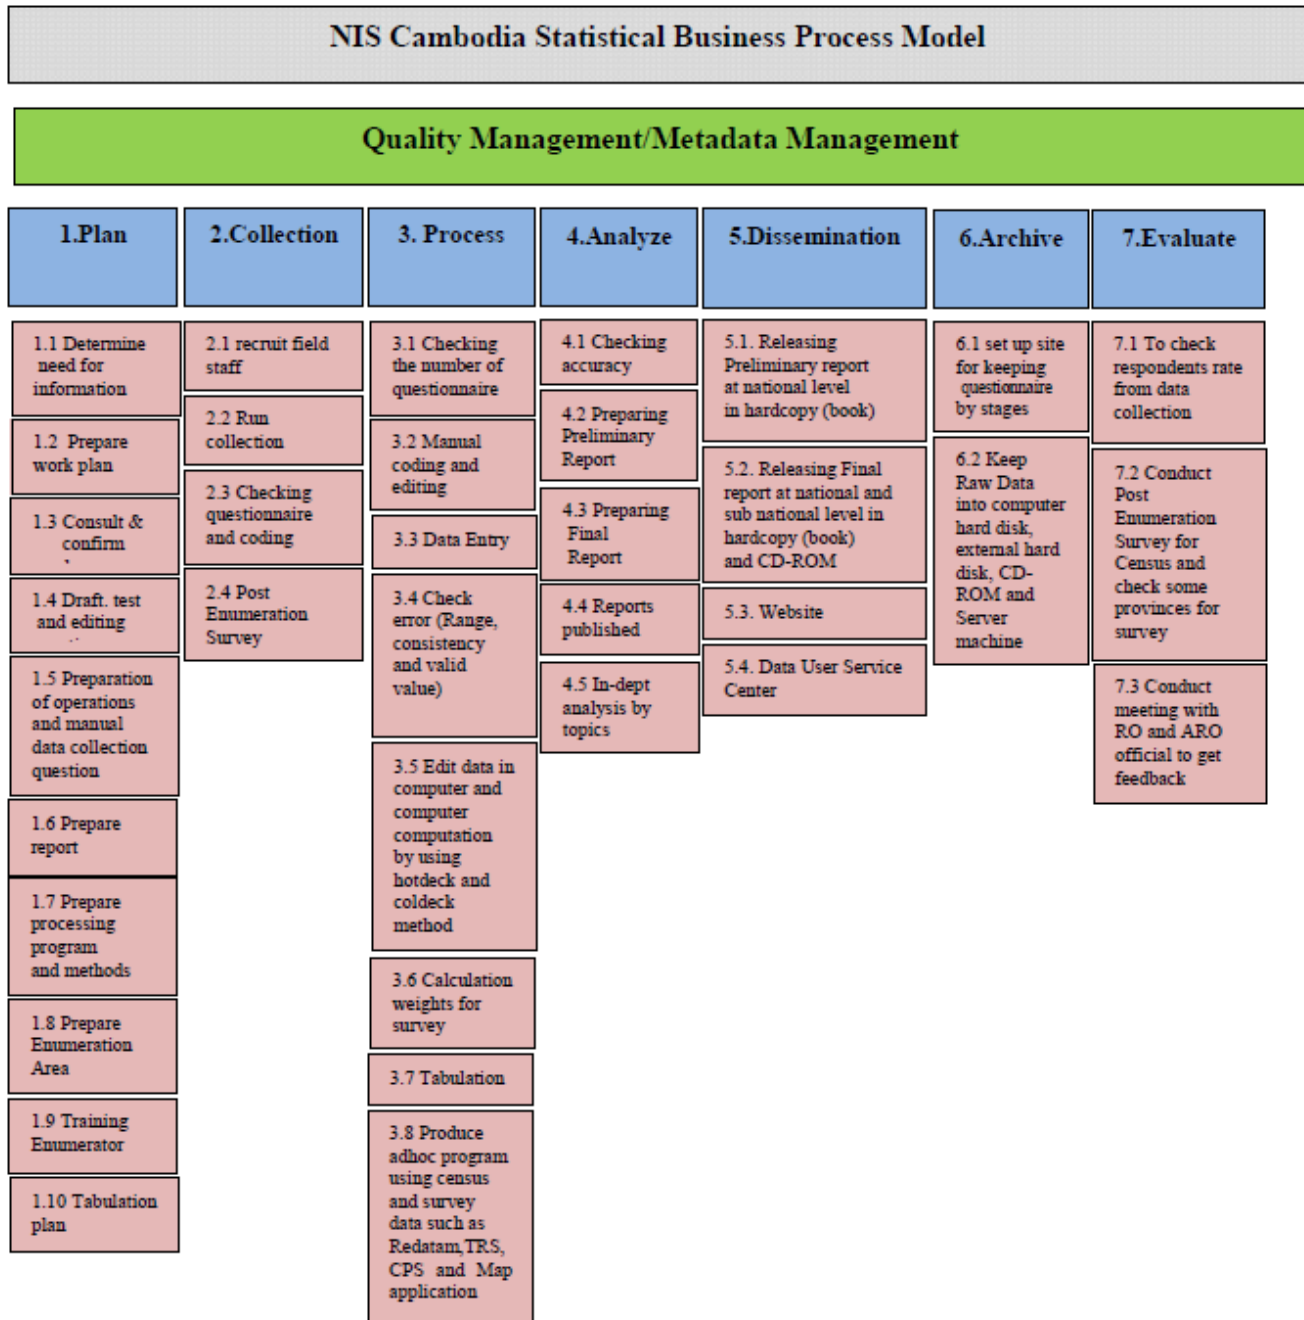 NIS Cambodia Statistical Business Process Model
Quality Management/Metadata Management
1.Plan
2.Collection
3. Process
4.Analyze
5.Dissemination
6.Archive
7.Evaluate
1.1 Determine
need for
information
1.2 Prepare
work plan
1.3 Consult &
confirm
1.4 Draft. test
and editing
1.5 Preparation
of operations
and manual
data collection
question
1.6 Prepare
report
1.7 Prepare
processing
program
and methods
1.8 Prepare
Enumeration
Area
1.9 Training
Enumerator
1.10 Tabulation
plan
2.1 recruit field
staff
2.2 Run
collection
2.3 Checking
questionnaire
and coding
2.4 Post
Enumeration
Survey
3.1 Checking
the number of
questionnaire
3.2 Manual
coding and
editing
3.3 Data Entry
3.4 Check
error (Range,
consistency
and valid
value)
3.5 Edit data in
computer and
computer
computation
by using
hotdeck and
coldeck
method
3.6 Calculation
weights for
survey
3.7 Tabulation
3.8 Produce
adhoc program
using census
and survey
data such as
Redatam,TRS,
CPS and Map
application
4.1 Checking
accuracy
4.2 Preparing
Preliminary
Report
4.3 Preparing
Final
Report
4.4 Reports
published
4.5 In-dept
analysis by
topics
5.1. Releasing
Preliminary report
at national level
in hardcopy (book)
5.2. Releasing Final
report at national and
sub national level in
hardcopy (book)
and CD-ROM
5.3. Website
5.4. Data User Service
Center
6.1 set up site
for keeping
questionnaire
by stages
6.2 Keep
Raw Data
into computer
hard disk,
external hard
disk, CD-
ROM and
Server
machine
7.1 To check
respondents rate
from data
collection
7.2 Conduct
Post
Enumeration
Survey for
Census and
check some
provinces for
survey
7.3 Conduct
meeting with
RO and ARO
official to get
feedback